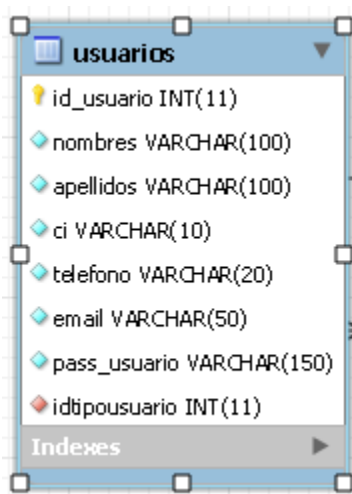 usuarios
id_usuario INT(11)
nombres VARCHAR(100)
apellidos VARCHAR(100)
ci VARCHAR(10)
telefono VARCHAR(20)
email VARCHAR(50)
pass_usuario VARCHAR(150)
idtipousuario INT(11)
Indexes